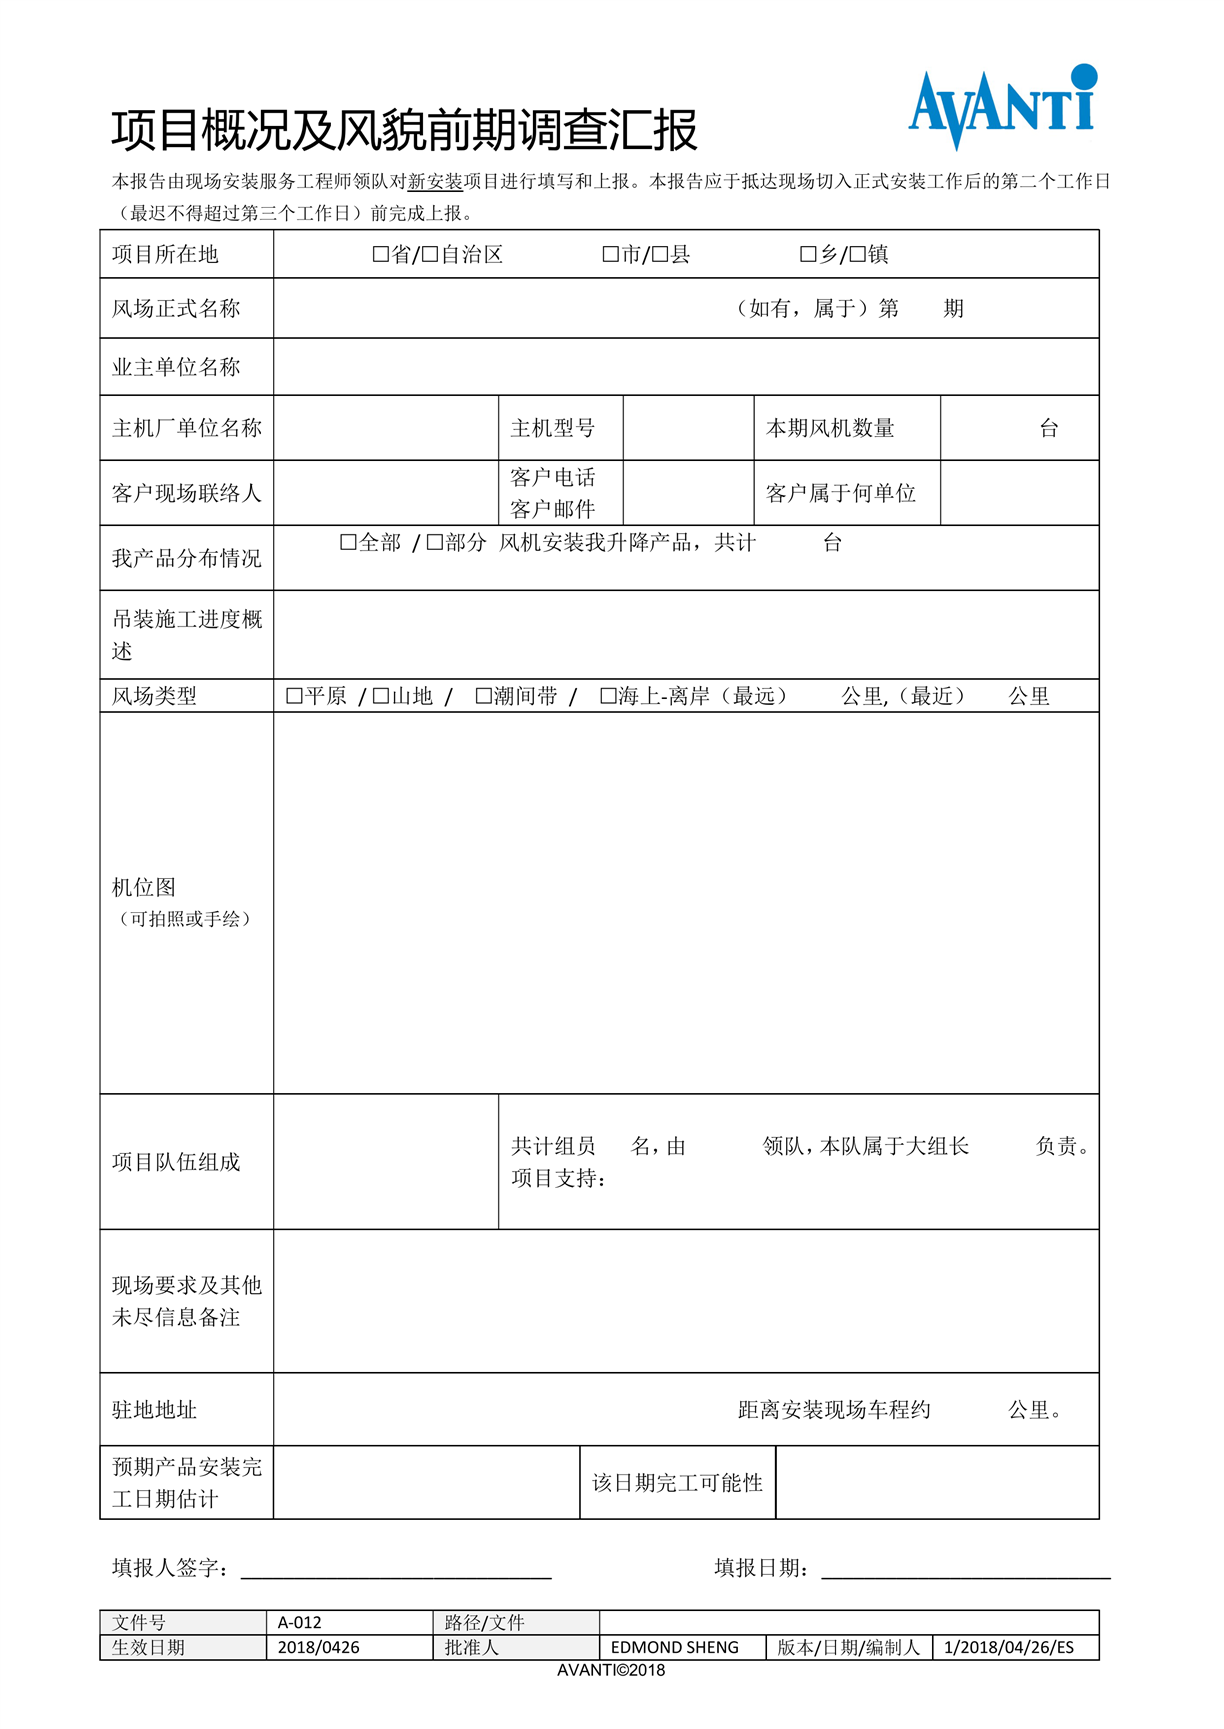 AVANTi
项目概况及风貌前期调查汇报
本报告由现场安装服务工程师领队对新安装项目进行填写和上报。本报告应于抵达现场切入正式安装工作后的第二个工作日
（最迟不得超过第三个工作日）前完成上报。
项目所在地 □省/□自治区 □市/□县 □乡/□镇
风场正式名称 （如有，属于）第 期
业主单位名称
主机厂单位名称 主机型号 本期风机数量 台
客户现场联络人 客户电话 客户属于何单位
客户邮件
我产品分布情况 □全部 / □部分 风机安装我升降产品，共计 台
吊装施工进度概
述
风场类型 □平原 / □山地 / □潮间带 / □海上-离岸（最远） 公里,（最近） 公里
机位图
（可拍照或手绘）
项目队伍组成 共计组员 名，由 领队，本队属于大组长 负责。
项目支持：
现场要求及其他
未尽信息备注
驻地地址 距离安装现场车程约 公里。
预期产品安装完
工日期估计 该日期完工可能性
填报人签字： 填报日期：
文件号 A-012 路径/文件
生效日期 2018/0426 批准人 EDMOND SHENG 版本/日期/编制人 1/2018/04/26/ES
AVANTI©2018